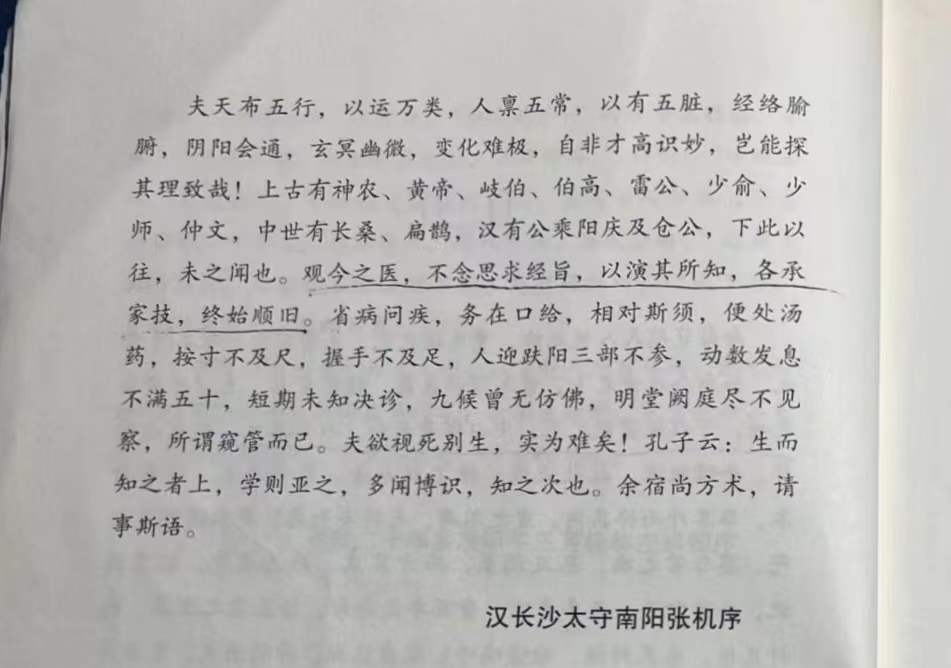 夫天布五行，以运万类，人禀五常，以有五脏，经络腧
腑，阴阳会通，玄冥幽微，变化难极，自非才高识妙，岂能探
其理致哉！上古有神农、黄帝、岐伯、伯高、雷公、少俞、少
师、仲文，中世有长桑、扁鹊，汉有公乘阳庆及仓公，下此以
往，未之闻也。观今之医，不念思求经旨，以演其所知，各承
家技，终始顺旧。省病问疾，务在口给，相对斯须，便处汤
药，按寸不及尺，握手不及足，人迎趺阳三部不参，动数发息
不满五十，短期未知决诊，九候曾无仿佛，明堂阙庭尽不见
察，所谓窥管而已。夫欲视死别生，实为难矣！孔子云：生而
知之者上，学则亚之，多闻博识，知之次也。余宿尚方术，请
事斯语。
汉长沙太守南阳张机序